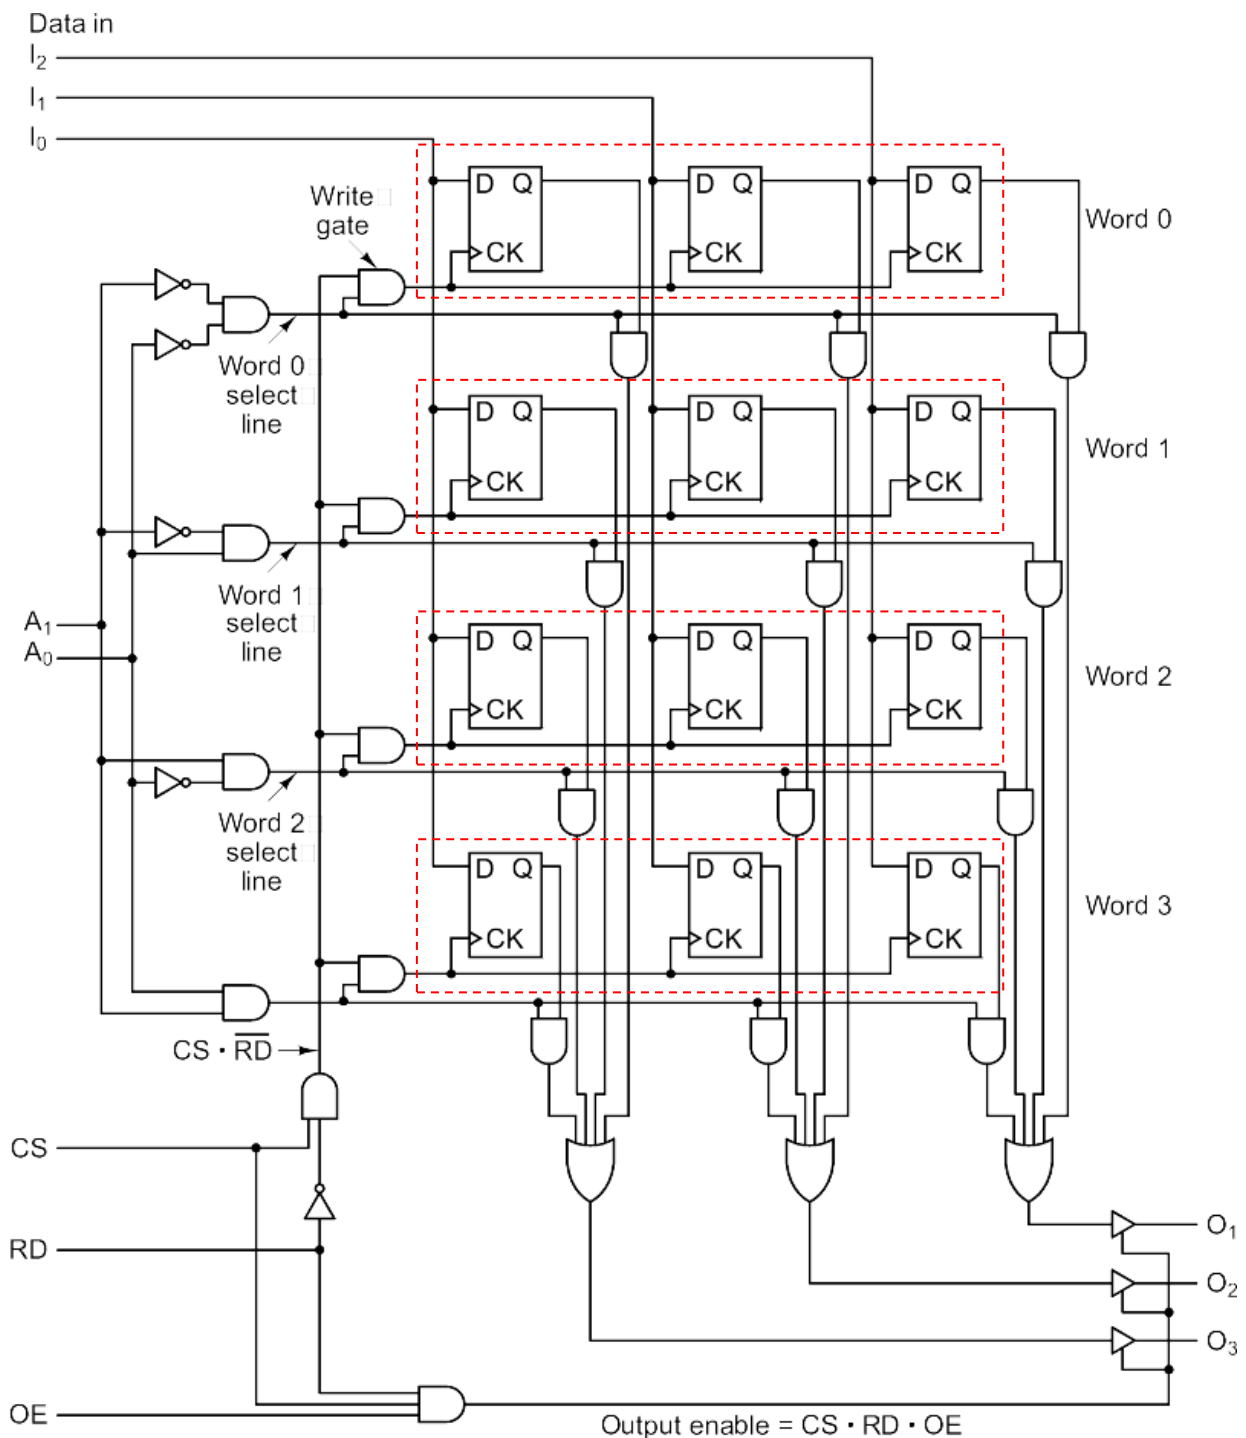 Data in
I₂
I₁
I₀
Write
gate
D Q
CK
D Q
CK
D Q
CK
Word 0
Word 0
select
line
D Q
CK
D Q
CK
D Q
CK
Word 1
Word 1
select
line
A₁
A₀
D Q
CK
D Q
CK
D Q
CK
Word 2
Word 2
select
line
D Q
CK
D Q
CK
D Q
CK
Word 3
CS · R̅D̅
CS
RD
OE
O₁
O₂
O₃
Output enable = CS · RD · OE